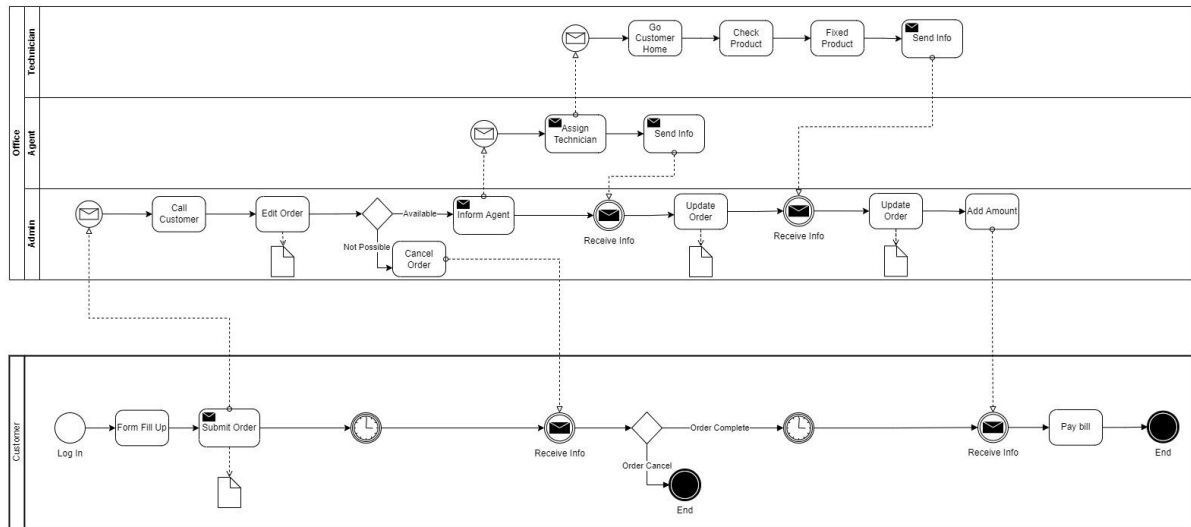 Office
Technician
Go
Customer
Home
Check
Product
Fixed
Product
Send Info
Agent
Assign
Technician
Send Info
Admin
Call
Customer
Edit Order
Available
Not Possible
Cancel
Order
Inform Agent
Receive Info
Update
Order
Receive Info
Update
Order
Add Amount
Customer
Log In
Form Fill Up
Submit Order
Receive Info
Order Complete
Order Cancel
End
Receive Info
Pay bill
End